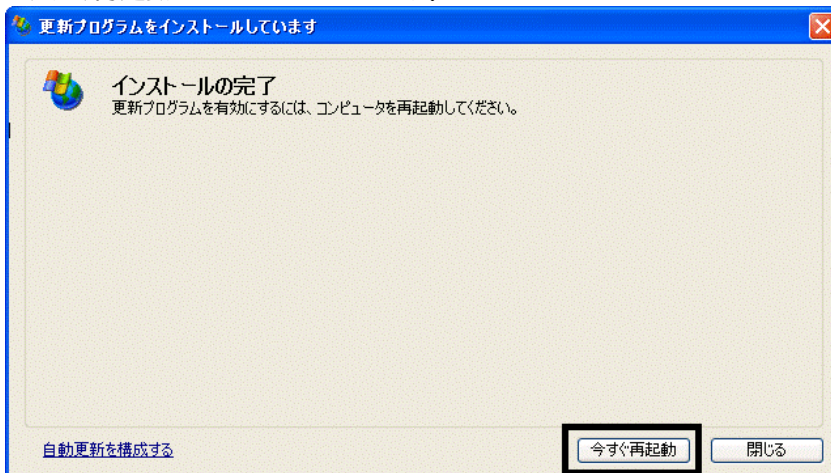 更新プログラムをインストールしています
インストールの完了
更新プログラムを有効にするには、コンピュータを再起動してください。
自動更新を構成する
今すぐ再起動
閉じる